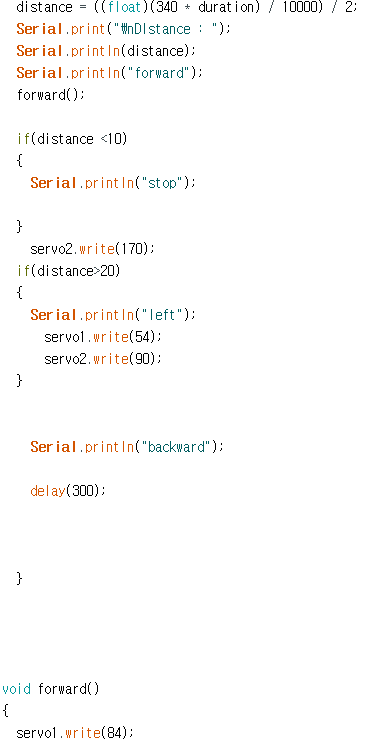 distance = ((float)(340 * duration) / 10000) / 2;
Serial.print("₩nDIstance : ");
Serial.println(distance);
Serial.println("forward");
forward();
if(distance <10)
{
Serial.println("stop");
}
servo2.write(170);
if(distance>20)
{
Serial.println("left");
servo1.write(54);
servo2.write(90);
}
Serial.println("backward");
delay(300);
}
void forward()
{
servo1.write(84);